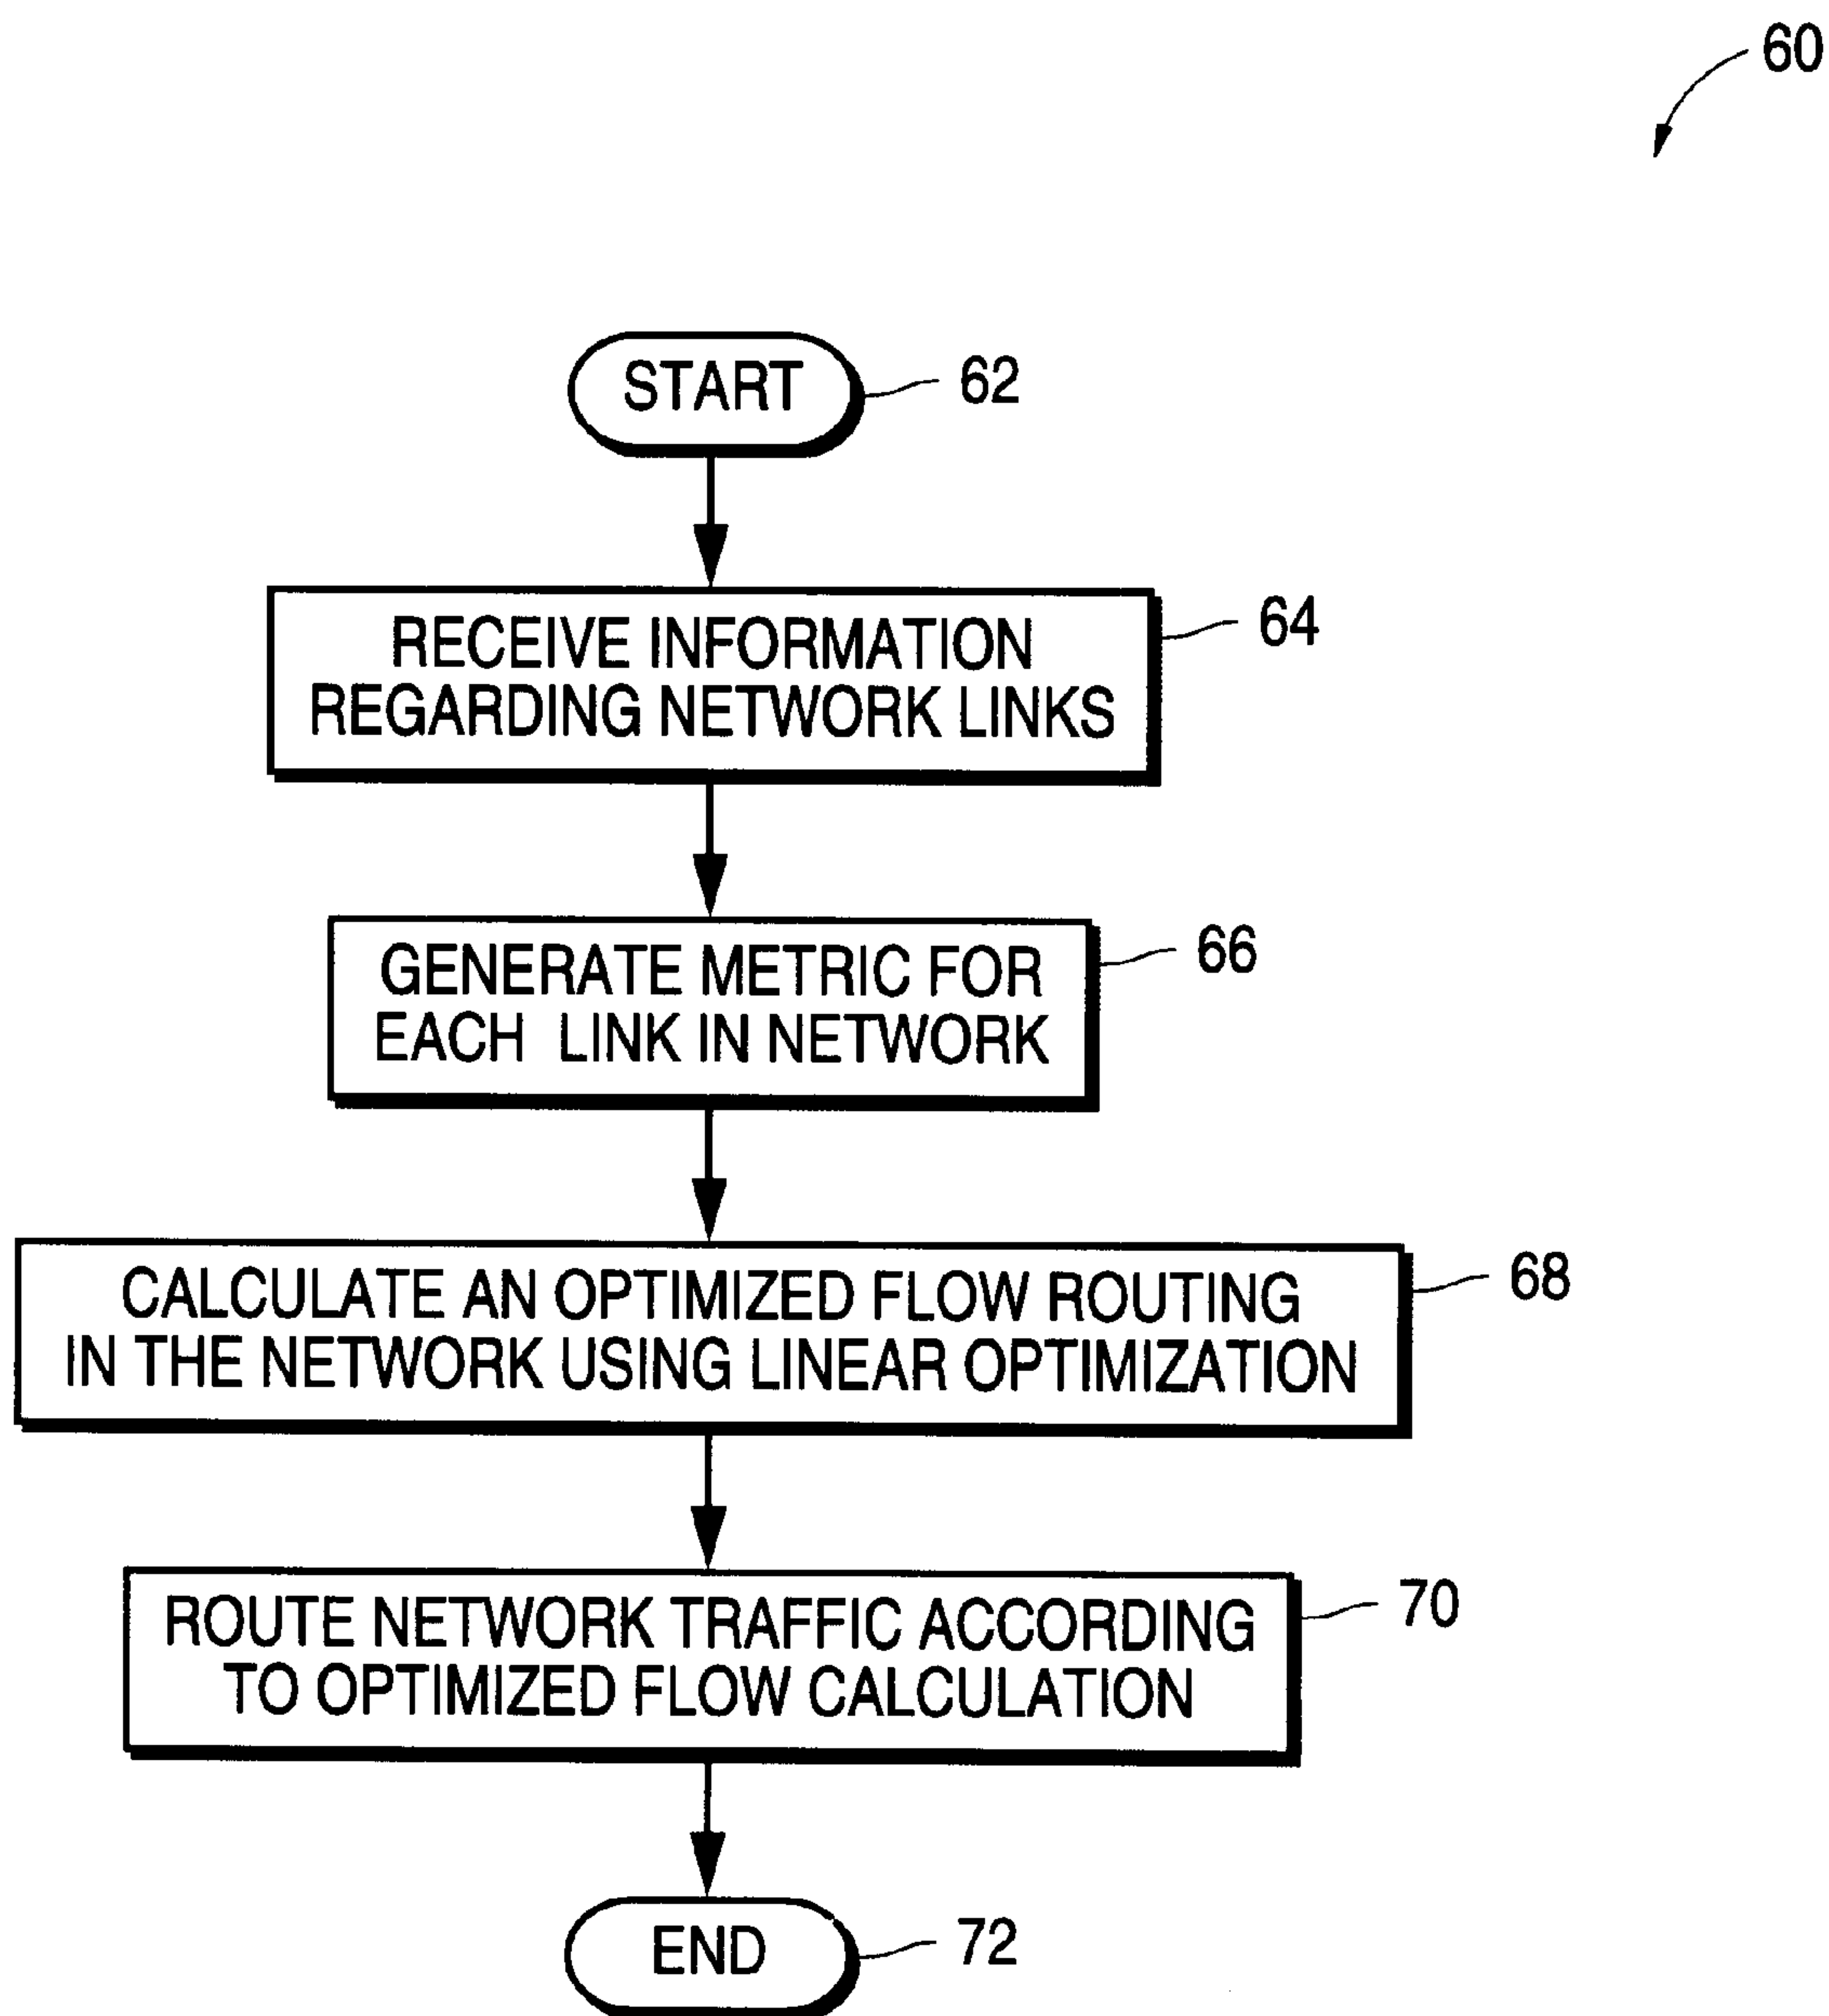 60
START
62
RECEIVE INFORMATION
REGARDING NETWORK LINKS
64
GENERATE METRIC FOR
EACH LINK IN NETWORK
66
CALCULATE AN OPTIMIZED FLOW ROUTING
IN THE NETWORK USING LINEAR OPTIMIZATION
68
ROUTE NETWORK TRAFFIC ACCORDING
TO OPTIMIZED FLOW CALCULATION
70
END
72